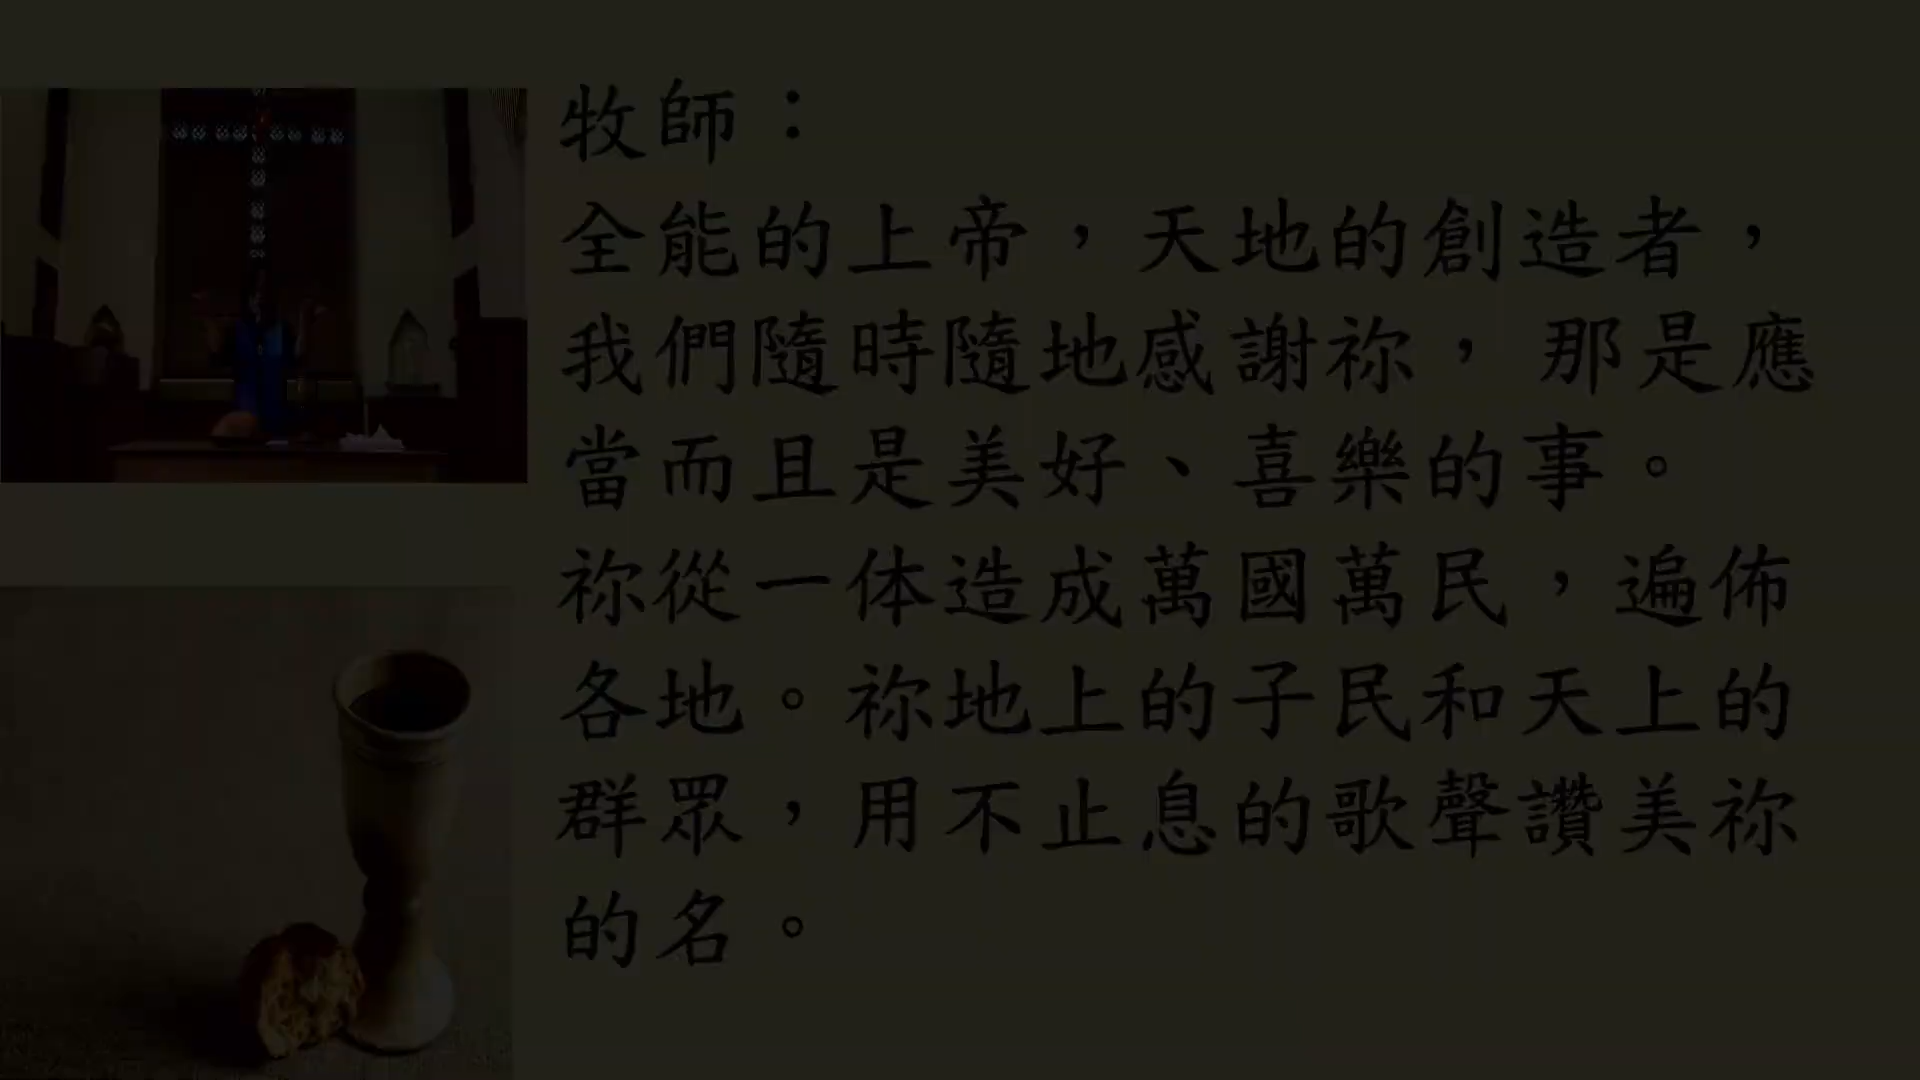 牧師：
全能的上帝，天地的創造者，
我們隨時隨地感謝祢， 那是應
當而且是美好、喜樂的事。
祢從一体造成萬國萬民，遍佈
各地。祢地上的子民和天上的
群眾，用不止息的歌聲讚美祢
的名。